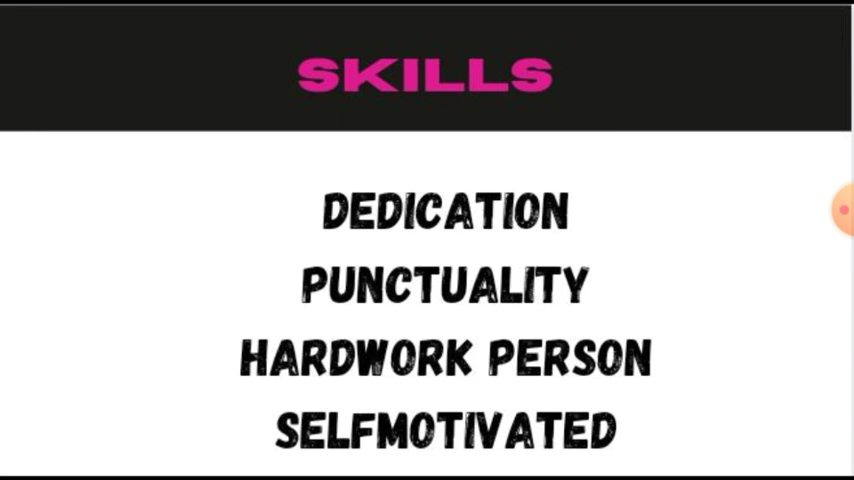 SKILLS
DEDICATION
PUNCTUALITY
HARDWORK PERSON
SELFMOTIVATED